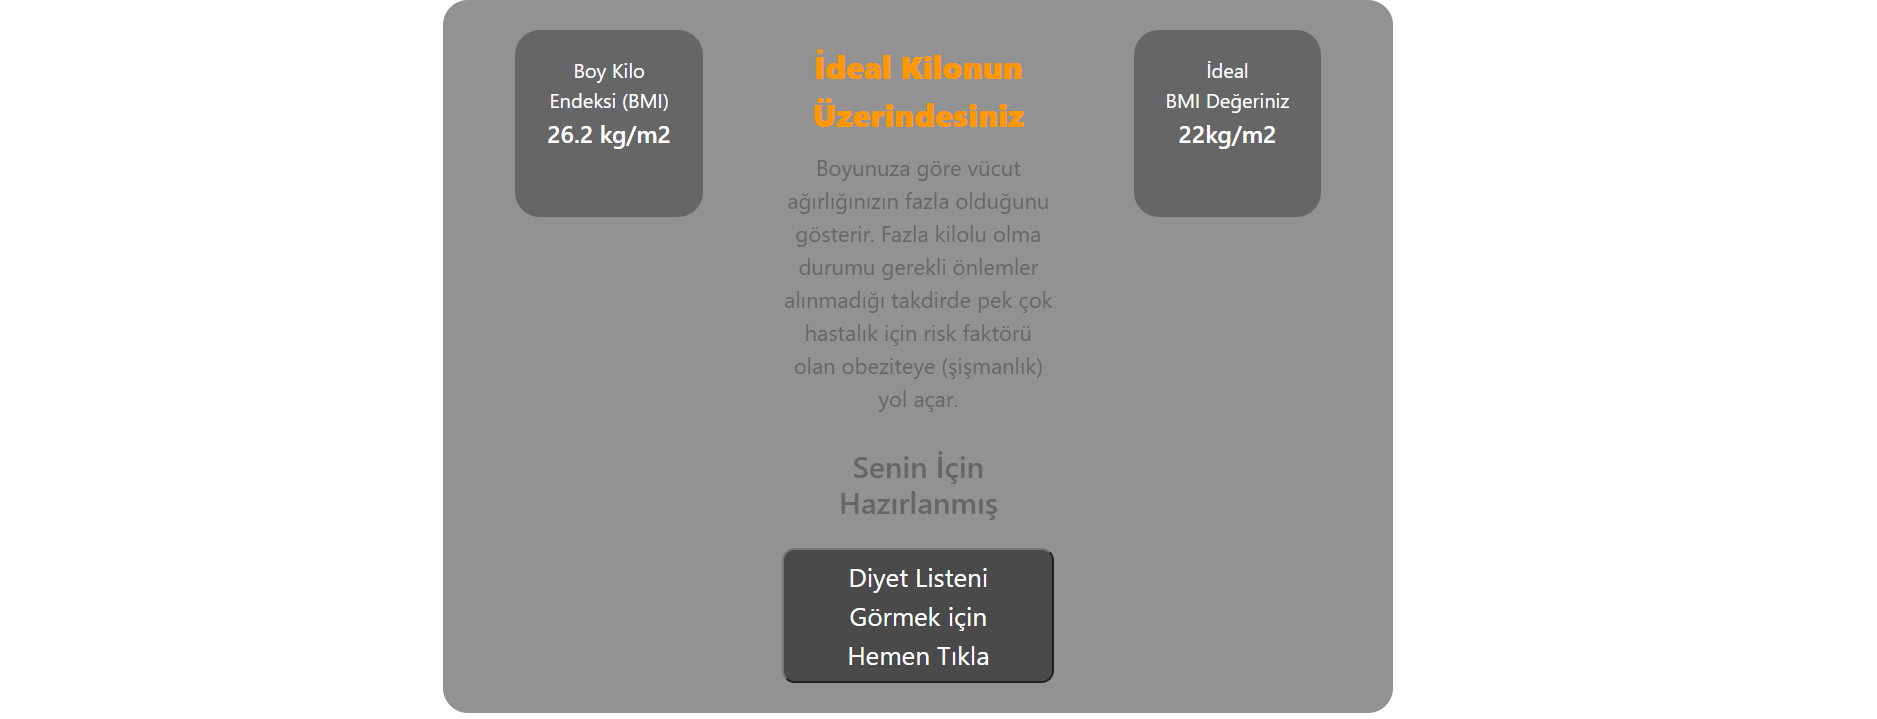 Boy Kilo
Endeksi (BMI)
26.2 kg/m2
İdeal Kilonun
Üzerindesiniz
Boyunuza göre vücut
ağırlığınızın fazla olduğunu
gösterir. Fazla kilolu olma
durumu gerekli önlemler
alınmadığı takdirde pek çok
hastalık için risk faktörü
olan obeziteye (şişmanlık)
yol açar.
Senin İçin
Hazırlanmış
Diyet Listeni
Görmek için
Hemen Tıkla
İdeal
BMI Değeriniz
22kg/m2